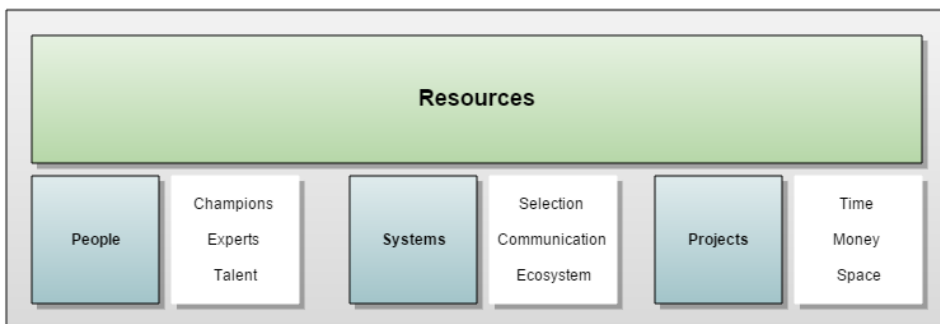 Resources
People
Champions
Experts
Talent
Systems
Selection
Communication
Ecosystem
Projects
Time
Money
Space